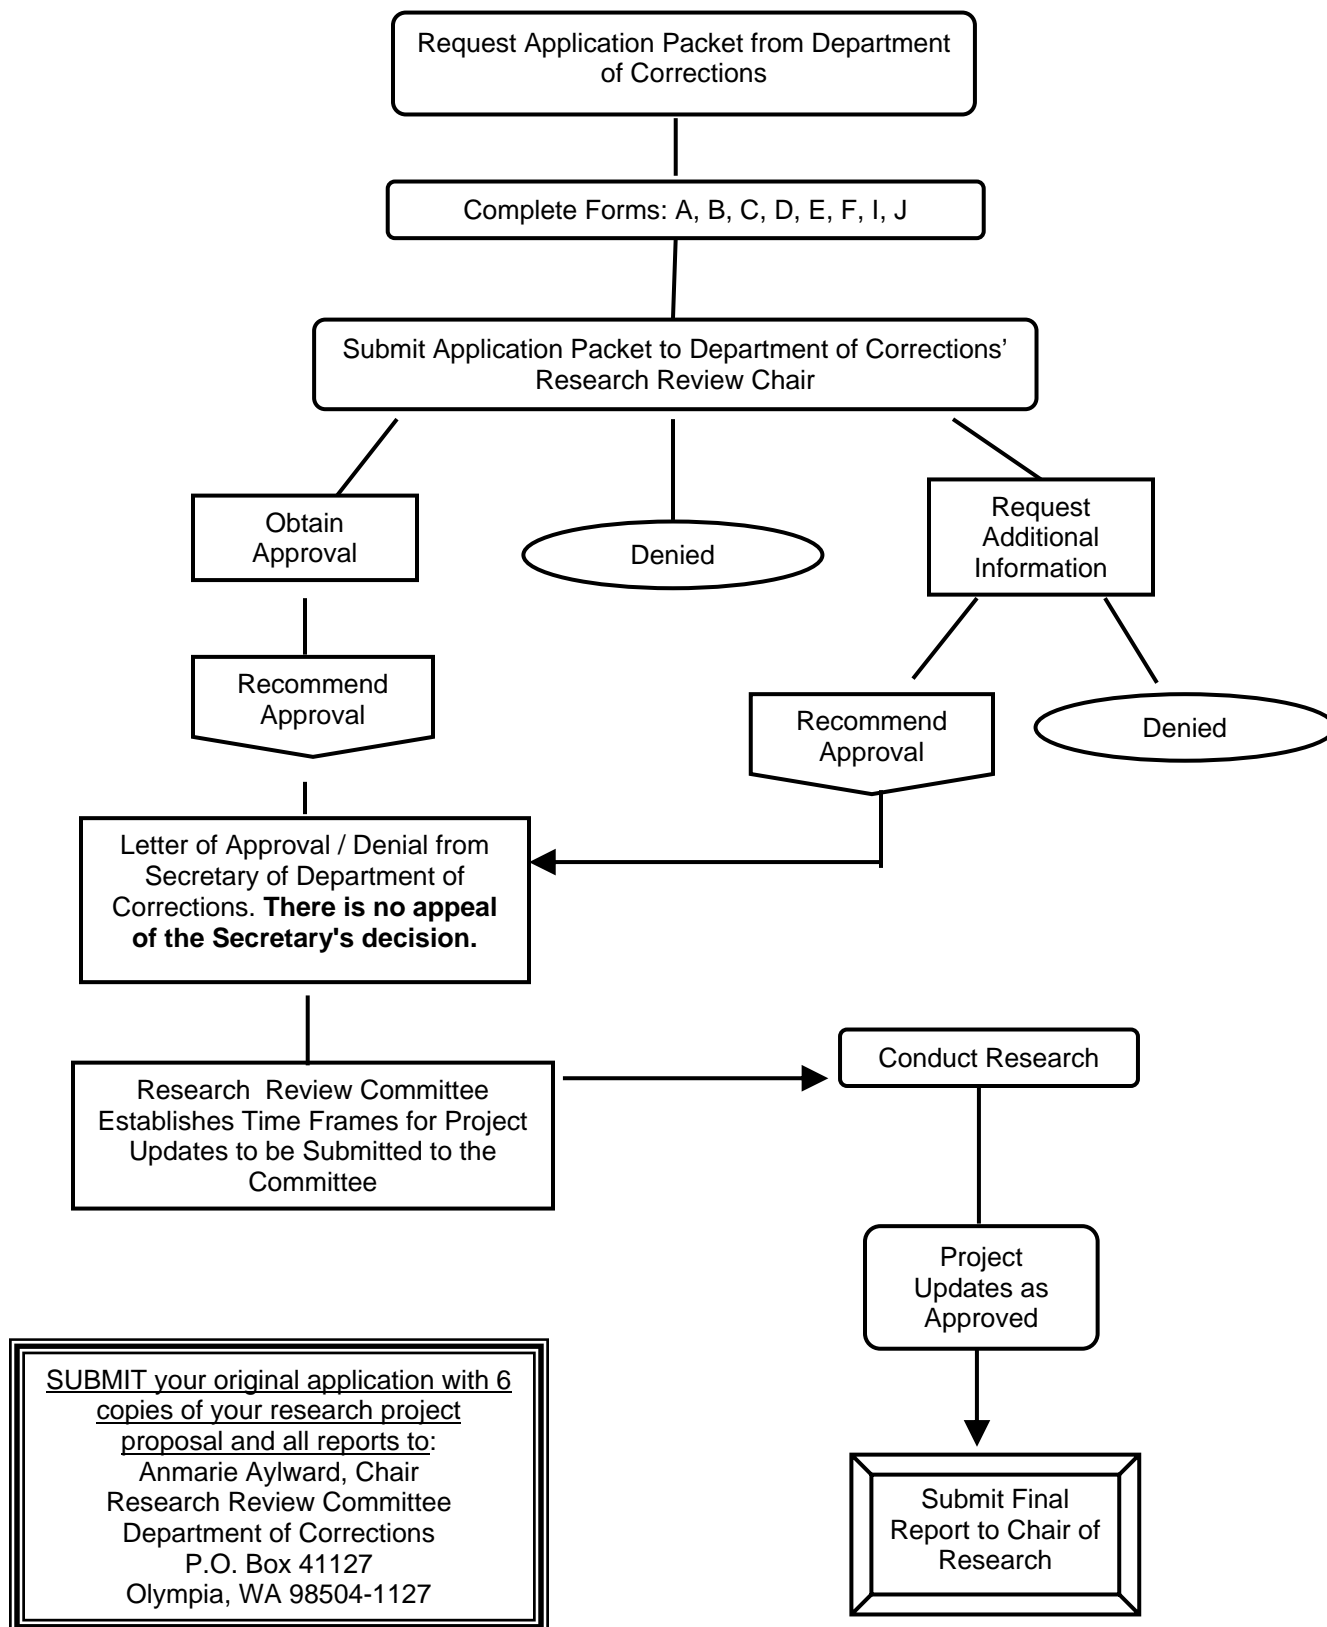 Request Application Packet from Department
of Corrections
Complete Forms: A, B, C, D, E, F, I, J
Submit Application Packet to Department of Corrections’
Research Review Chair
Obtain
Approval
Denied
Request
Additional
Information
Recommend
Approval
Recommend
Approval
Denied
Letter of Approval / Denial from
Secretary of Department of
Corrections. There is no appeal
of the Secretary's decision.
Research Review Committee
Establishes Time Frames for Project
Updates to be Submitted to the
Committee
Conduct Research
Project
Updates as
Approved
Submit Final
Report to Chair of
Research
SUBMIT your original application with 6
copies of your research project
proposal and all reports to:
Anmarie Aylward, Chair
Research Review Committee
Department of Corrections
P.O. Box 41127
Olympia, WA 98504-1127